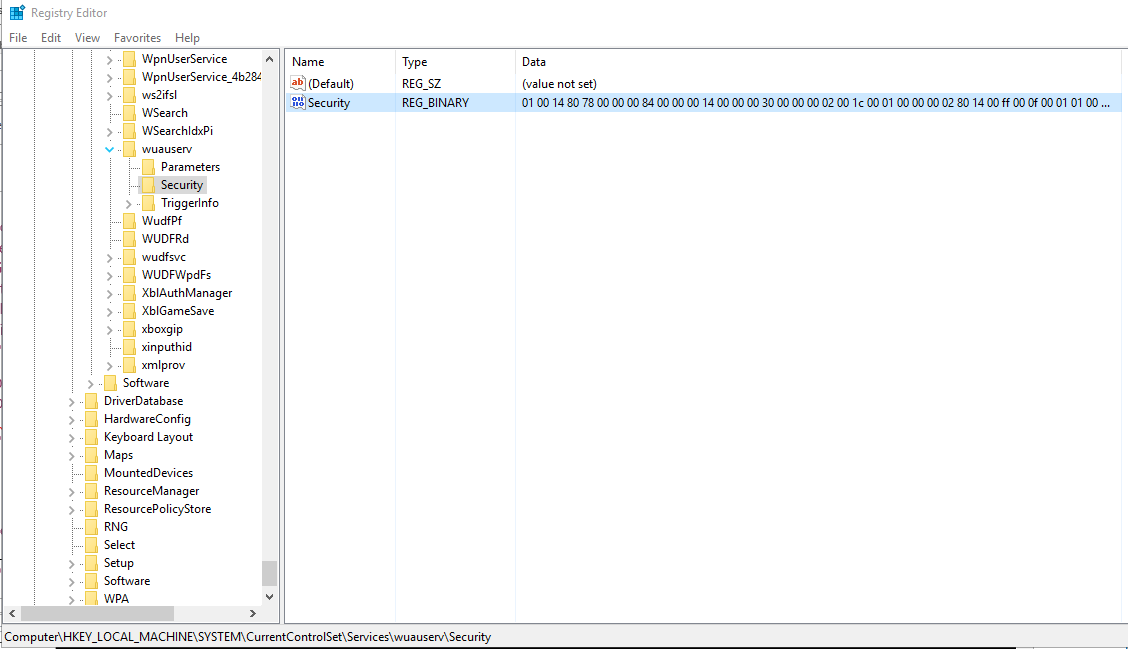 Registry Editor
File Edit View Favorites Help
WpnUserService
WpnUserService_4b284
ws2ifsl
WSearch
WSearchIdxPi
wuauserv
Parameters
Security
TriggerInfo
WudfPf
WUDFRd
wudfsvc
WUDFWpdFs
XblAuthManager
XblGameSave
xboxgip
xinputhid
xmlprov
Software
DriverDatabase
HardwareConfig
Keyboard Layout
Maps
MountedDevices
ResourceManager
ResourcePolicyStore
RNG
Select
Setup
Software
WPA
Name Type Data
(Default) REG_SZ (value not set)
Security REG_BINARY 01 00 14 80 78 00 00 00 84 00 00 00 14 00 00 00 30 00 00 00 02 00 1c 00 01 00 00 00 02 80 14 00 ff 00 0f 00 01 01 00 ...
Computer\HKEY_LOCAL_MACHINE\SYSTEM\CurrentControlSet\Services\wuauserv\Security